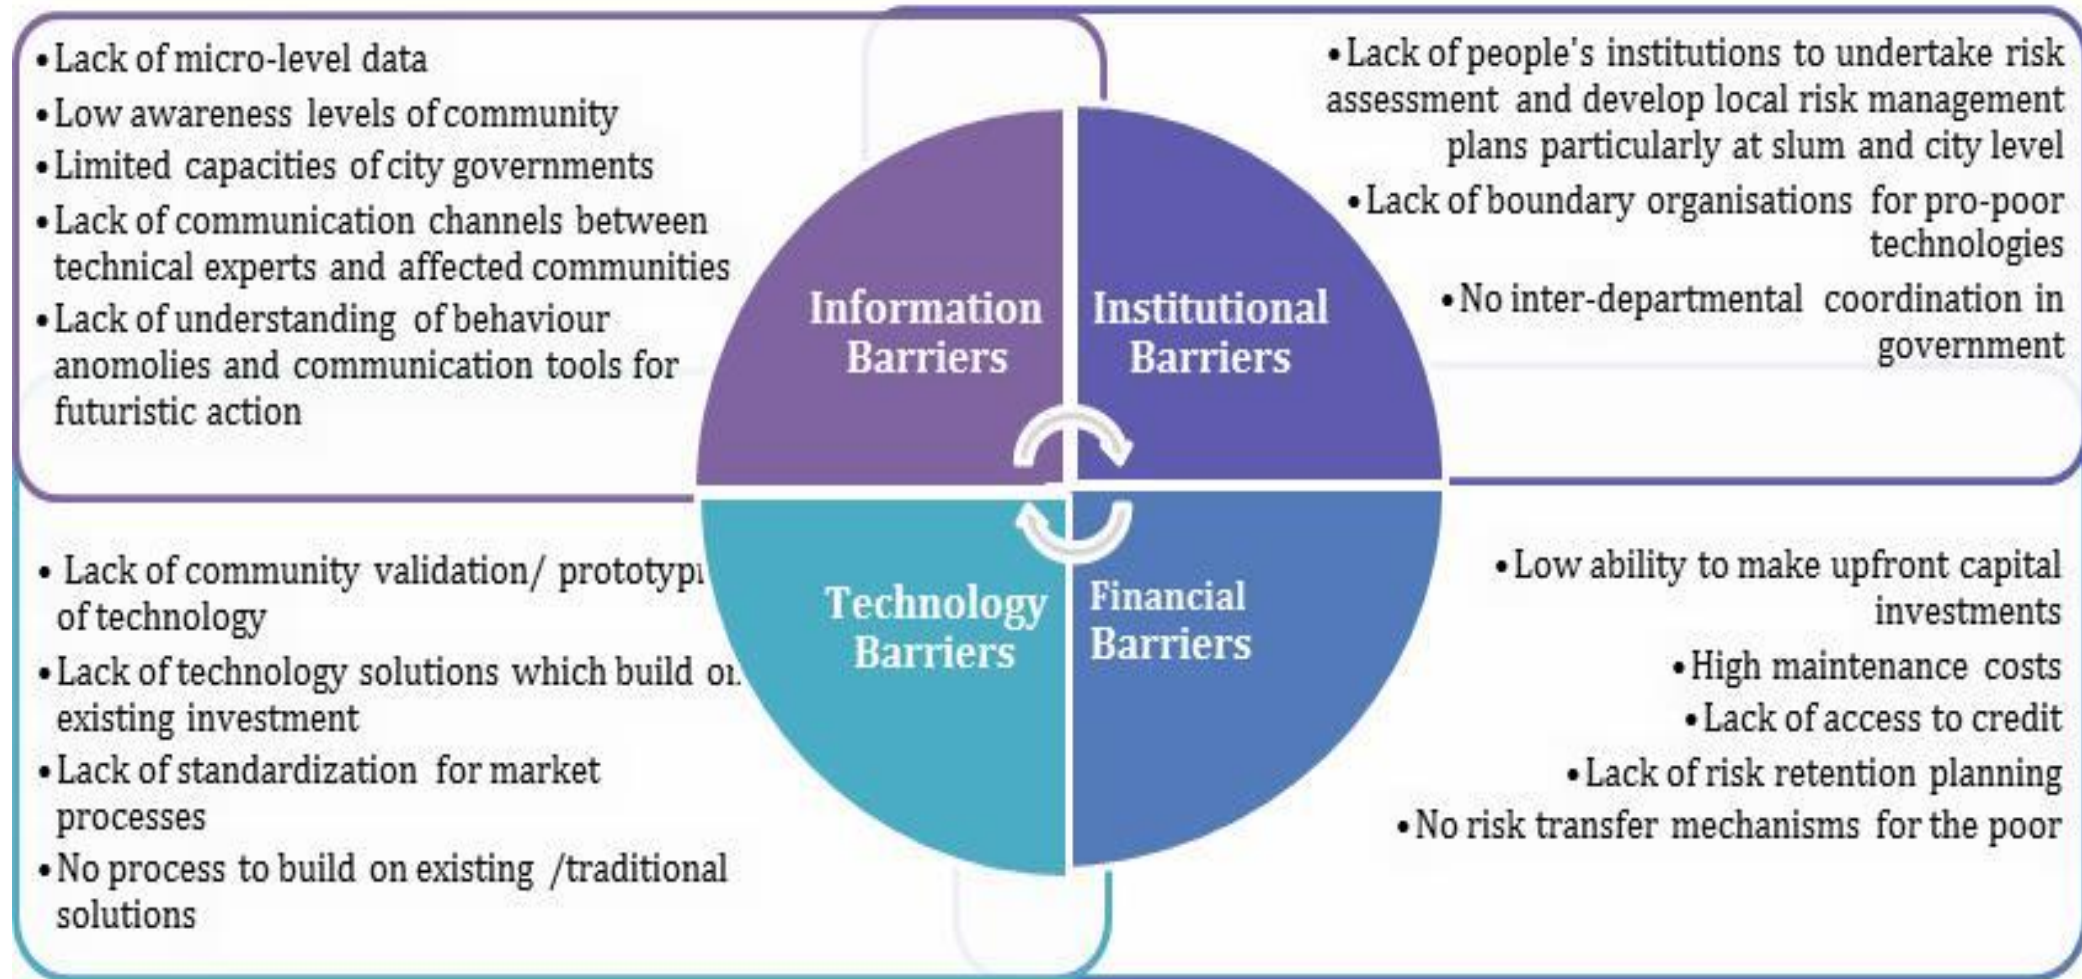 •Lack of micro-level data
•Low awareness levels of community
•Limited capacities of city governments
•Lack of communication channels between
technical experts and affected communities
•Lack of understanding of behaviour
anomolies and communication tools for
futuristic action
•Lack of people's institutions to undertake risk
assessment and develop local risk management
plans particularly at slum and city level
•Lack of boundary organisations for pro-poor
technologies
•No inter-departmental coordination in
government
Information
Barriers
Institutional
Barriers
Technology
Barriers
Financial
Barriers
• Lack of community validation/
of technology
•Lack of technology solutions which build
existing investment
•Lack of standardization for market
processes
•No process to build on existing /traditional
solutions
•Low ability to make upfront capital
investments
•High maintenance costs
•Lack of access to credit
•Lack of risk retention planning
•No risk transfer mechanisms for the poor